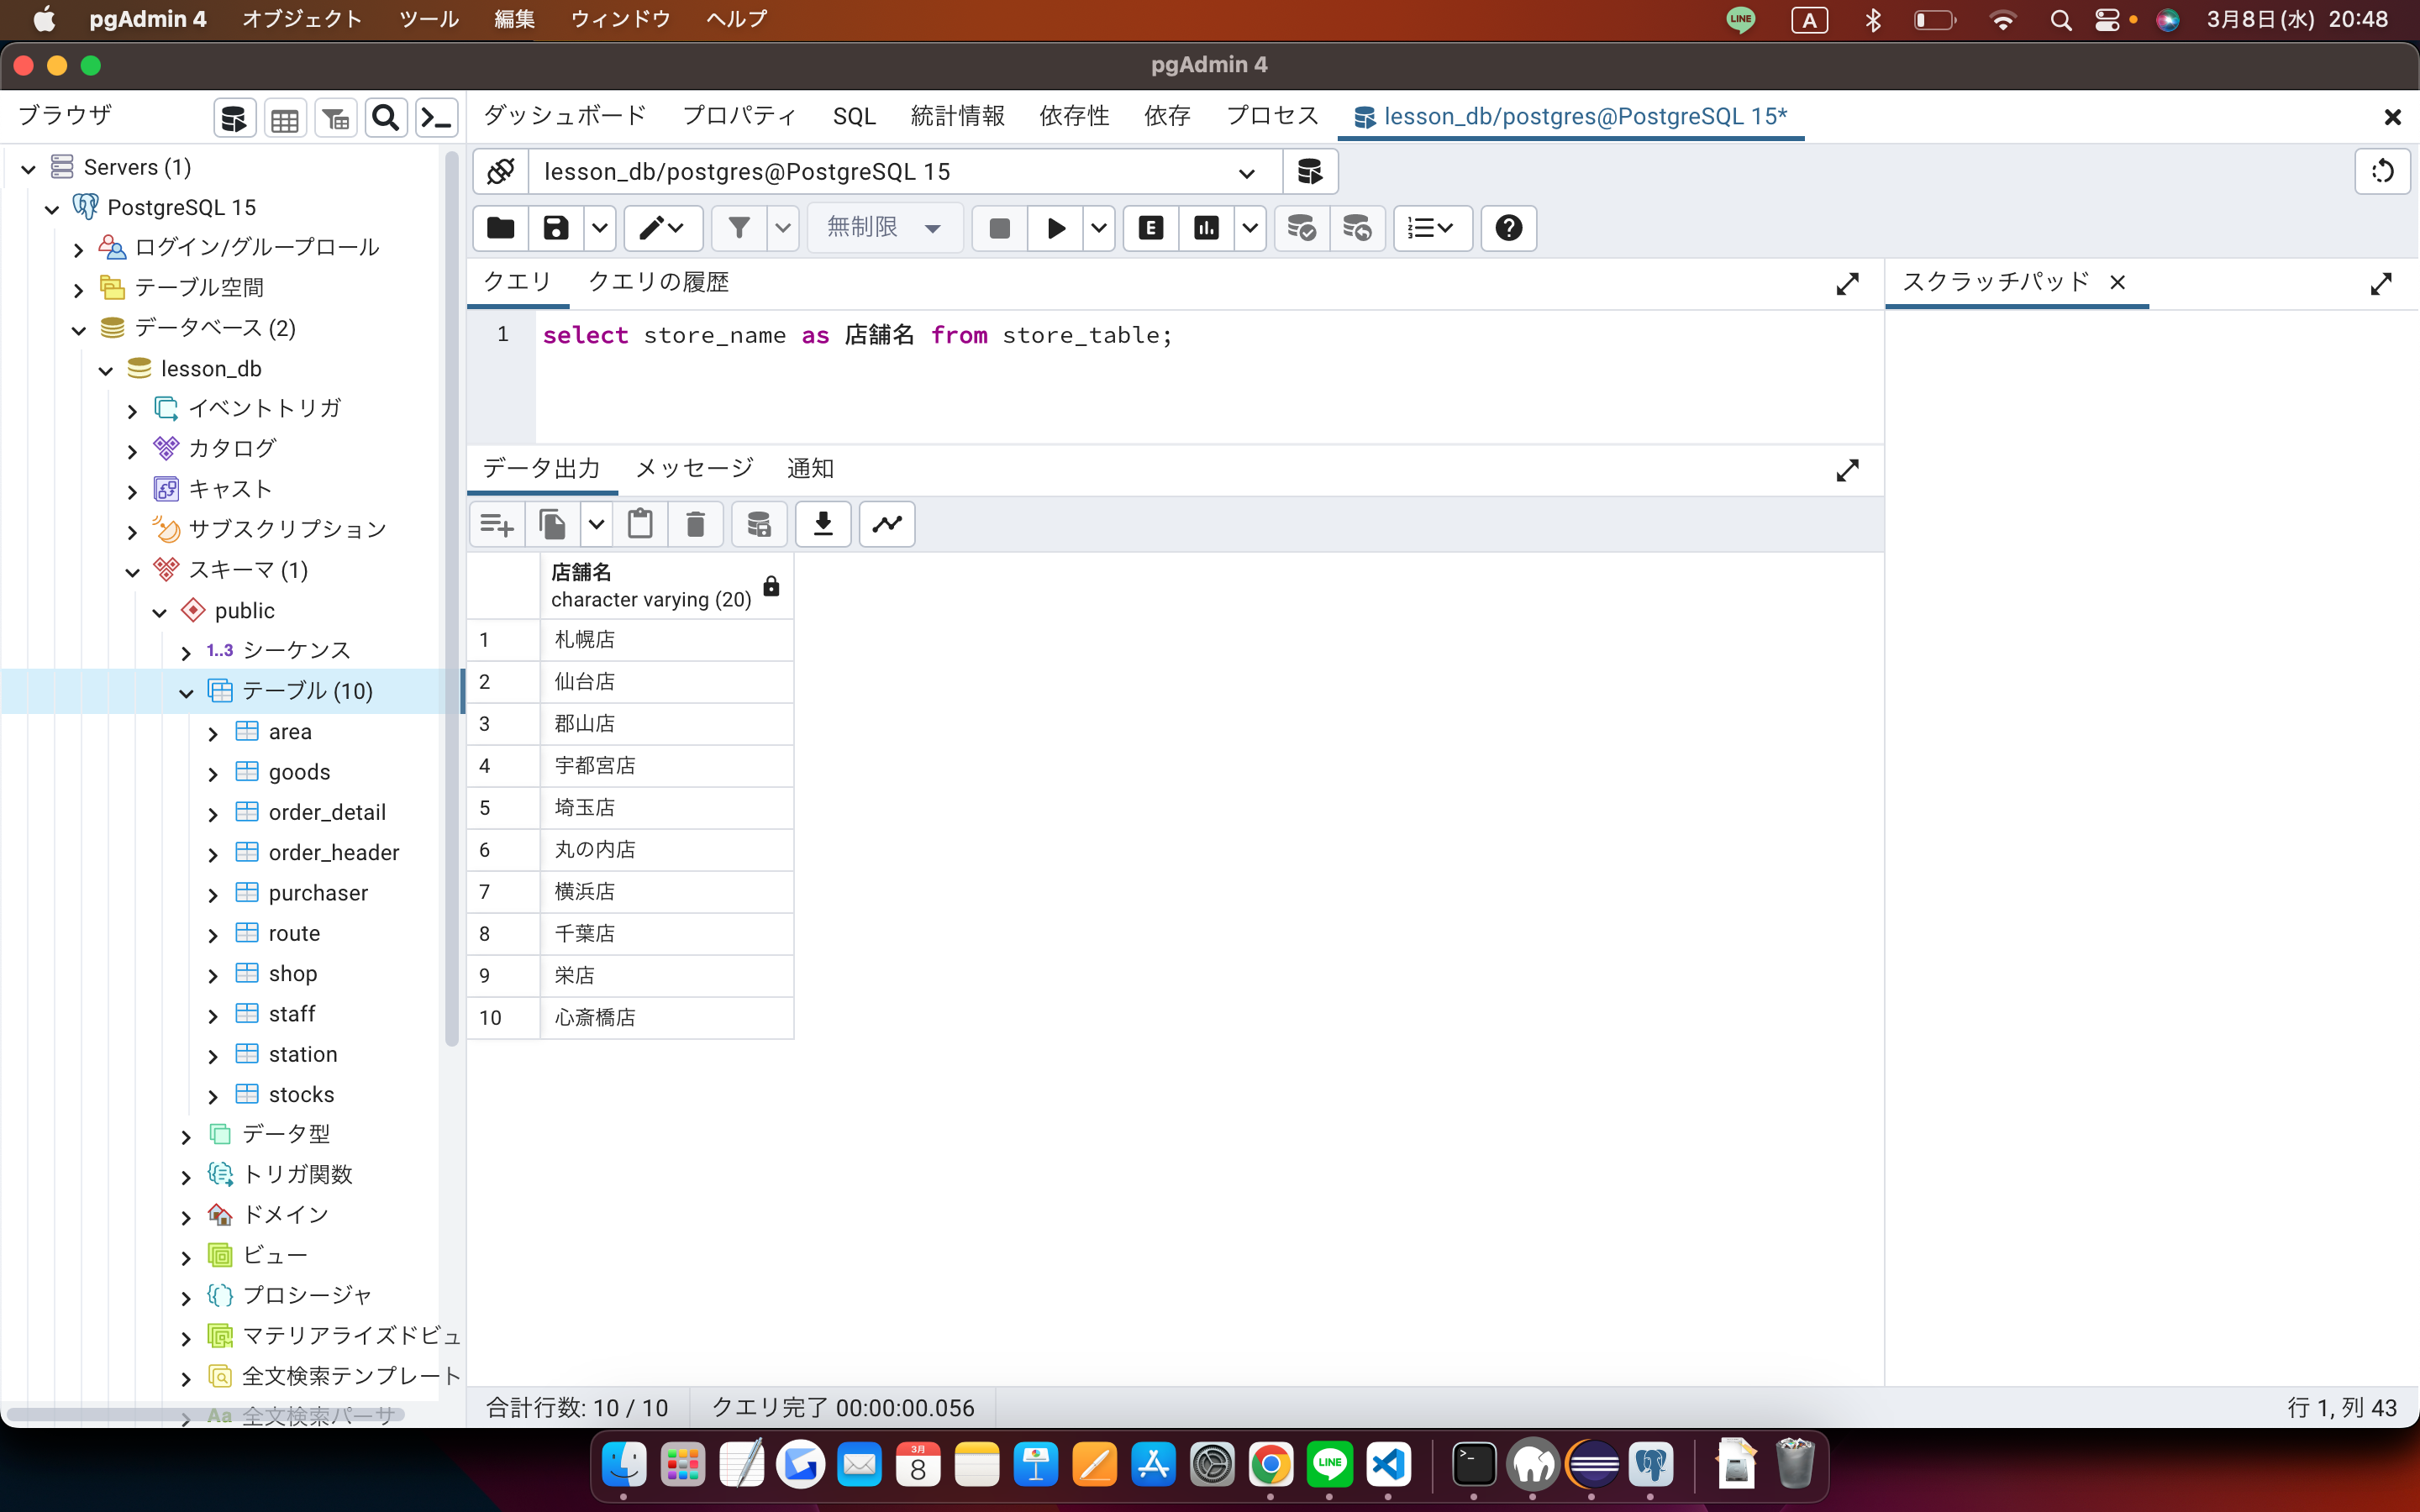 pgAdmin 4 オブジェクト ツール 編集 ウィンドウ ヘルプ LINE A 3月8日(水) 20:48
pgAdmin 4
ブラウザ
ダッシュボード プロパティ SQL 統計情報 依存性 依存 プロセス lesson_db/postgres@PostgreSQL 15*
Servers (1)
PostgreSQL 15
ログイン/グループロール
テーブル空間
データベース (2)
lesson_db
イベントトリガ
カタログ
キャスト
サブスクリプション
スキーマ (1)
public
1..3 シーケンス
テーブル (10)
area
goods
order_detail
order_header
purchaser
route
shop
staff
station
stocks
データ型
トリガ関数
ドメイン
ビュー
プロシージャ
マテリアライズドビュ
全文検索テンプレート
Aa 全文検索パーサ
lesson_db/postgres@PostgreSQL 15
無制限 E
クエリ クエリの履歴
スクラッチパッド
1 select store_name as 店舗名 from store_table;
データ出力 メッセージ 通知
店舗名
character varying (20)
1 札幌店
2 仙台店
3 郡山店
4 宇都宮店
5 埼玉店
6 丸の内店
7 横浜店
8 千葉店
9 栄店
10 心斎橋店
合計行数: 10 / 10 クエリ完了 00:00:00.056 行 1, 列 43
3月
8
LINE